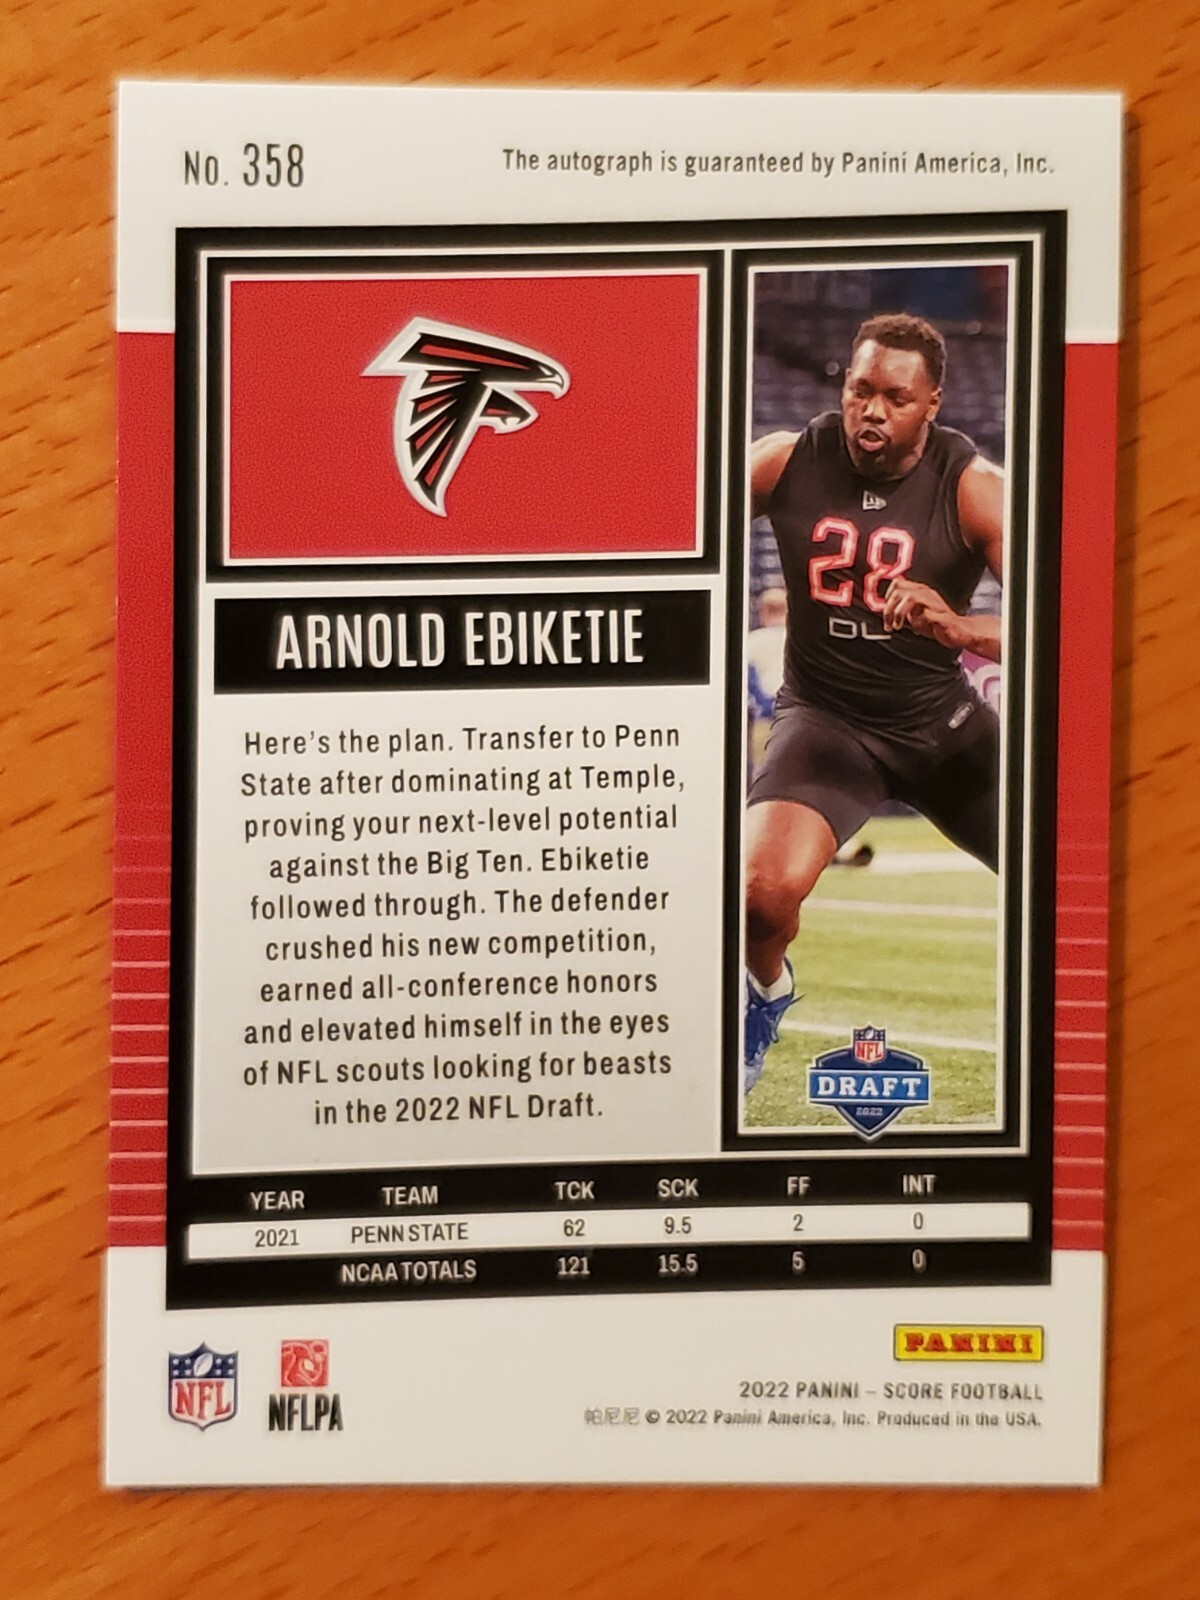 No. 358
The autograph is guaranteed by Panini America, Inc.
28
DL
ARNOLD EBIKETIE
Here's the plan. Transfer to Penn
State after dominating at Temple,
proving your next-level potential
against the Big Ten. Ebiketie
followed through. The defender
crushed his new competition,
earned all-conference honors
and elevated himself in the eyes
of NFL scouts looking for beasts
in the 2022 NFL Draft.
NFL
DRAFT
2022
YEAR TEAM TCK SCK FF INT
2021 PENN STATE 62 9.5 2 0
NCAA TOTALS 121 15.5 5 0
NFL
NFLPA
PANINI
2022 PANINI – SCORE FOOTBALL
帕尼尼 © 2022 Panini America, Inc. Produced in the USA.